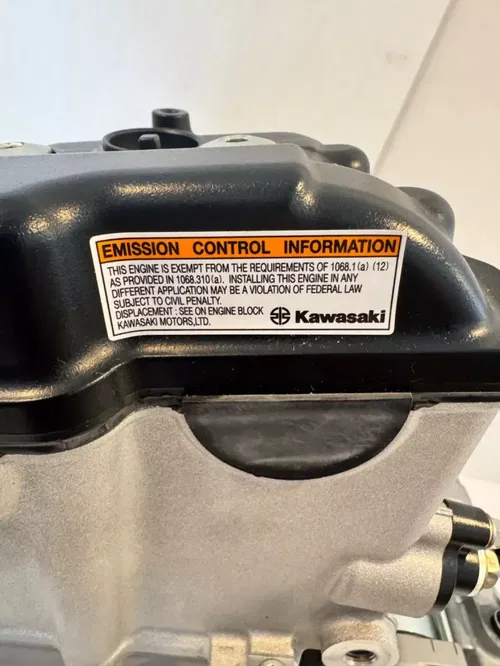 EMISSION CONTROL INFORMATION
THIS ENGINE IS EXEMPT FROM THE REQUIREMENTS OF 1068.1(a) (12)
AS PROVIDED IN 1068.310(a). INSTALLING THIS ENGINE IN ANY
DIFFERENT APPLICATION MAY BE A VIOLATION OF FEDERAL LAW
SUBJECT TO CIVIL PENALTY.
DISPLACEMENT : SEE ON ENGINE BLOCK
KAWASAKI MOTORS,LTD.
Kawasaki